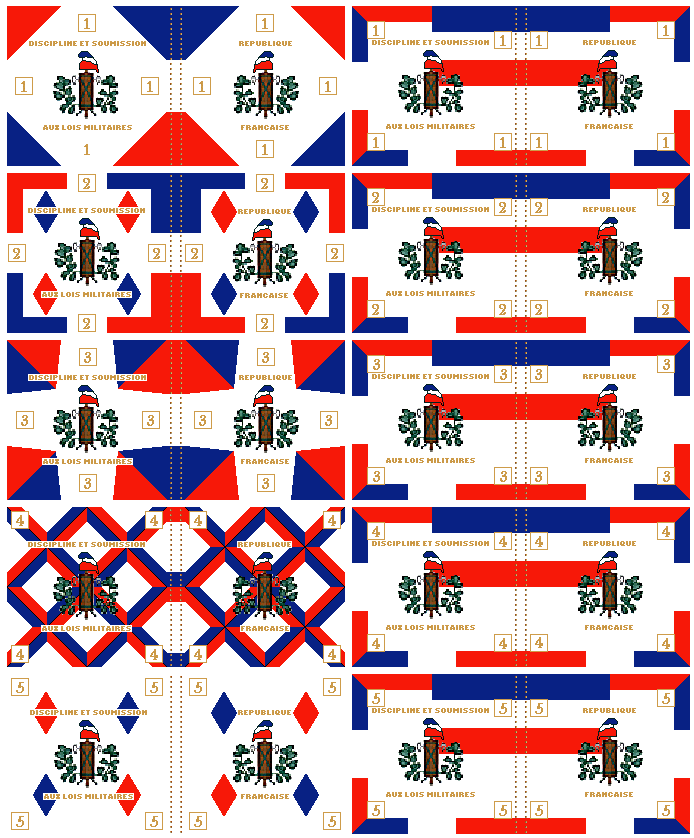 1 1
DISCIPLINE ET SOUMISSION REPUBLIQUE
1 1 1 1
AUX LOIS MILITAIRES FRANCAISE
1 1
1 1
DISCIPLINE ET SOUMISSION 1 1 REPUBLIQUE
AUX LOIS MILITAIRES FRANCAISE
1 1 1 1
2 2
DISCIPLINE ET SOUMISSION REPUBLIQUE
2 2 2 2
AUX LOIS MILITAIRES FRANCAISE
2 2
2 2
DISCIPLINE ET SOUMISSION 2 2 REPUBLIQUE
AUX LOIS MILITAIRES FRANCAISE
2 2 2 2
3 3
DISCIPLINE ET SOUMISSION REPUBLIQUE
3 3 3 3
AUX LOIS MILITAIRES FRANCAISE
3 3
3 3
DISCIPLINE ET SOUMISSION 3 3 REPUBLIQUE
AUX LOIS MILITAIRES FRANCAISE
3 3 3 3
4 4 4 4
DISCIPLINE ET SOUMISSION REPUBLIQUE
AUX LOIS MILITAIRES FRANCAISE
4 4 4 4
4 4
DISCIPLINE ET SOUMISSION 4 4 REPUBLIQUE
AUX LOIS MILITAIRES FRANCAISE
4 4 4 4
5 5 5 5
DISCIPLINE ET SOUMISSION REPUBLIQUE
AUX LOIS MILITAIRES FRANCAISE
5 5 5 5
5 5
DISCIPLINE ET SOUMISSION 5 5 REPUBLIQUE
AUX LOIS MILITAIRES FRANCAISE
5 5 5 5